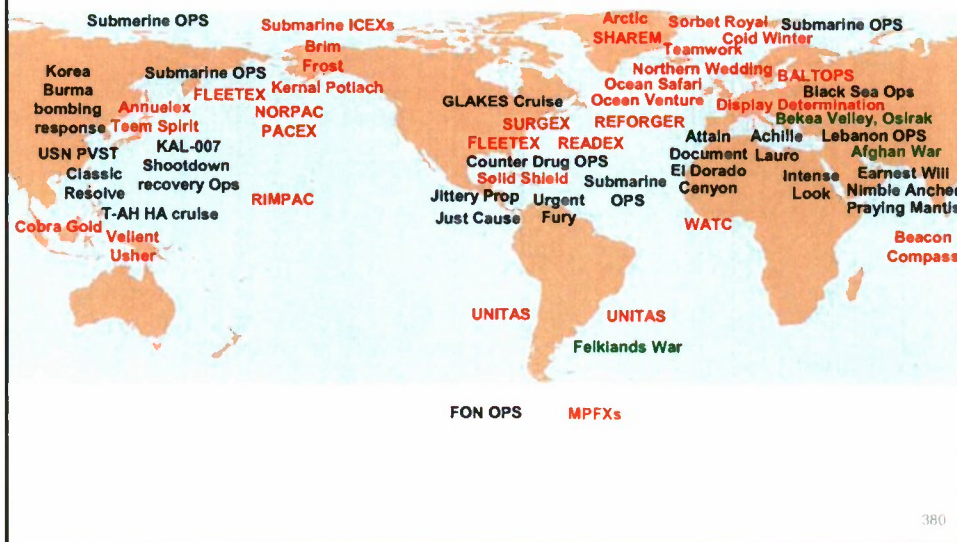 Submerine OPS
Submarine ICEXs
Arctic
SHAREM
Sorbet Royal
Submarine OPS
Cold Winter
Teamwork
Brim
Frost
Korea
Burma
bombing
response
Submarine OPS
Kernal Potlach
FLEETEX
Northern Wedding
BALTOPS
Ocean Safari
Black Sea Ops
Annuelex
NORPAC
GLAKES Cruise
Ocean Venture
Display Determination
Teem Spirit
PACEX
SURGEX
REFORGER
Bekea Velley, Osirak
USN PVST
Classic
Resolve
KAL-007
Shootdown
recovery Ops
FLEETEX
READEX
Attain
Document
El Dorado
Cenyon
Achille
Lauro
Lebanon OPS
Afghan War
Counter Drug OPS
Solid Shield
Submarine
OPS
Intense
Look
Earnest Will
Nimble Ancher
Praying Mantis
T-AH HA cruise
RIMPAC
Jittery Prop
Just Cause
Urgent
Fury
WATC
Cobra Gold
Velient
Usher
Beacon
Compass
UNITAS
UNITAS
Felklands War
FON OPS
MPFXs
380